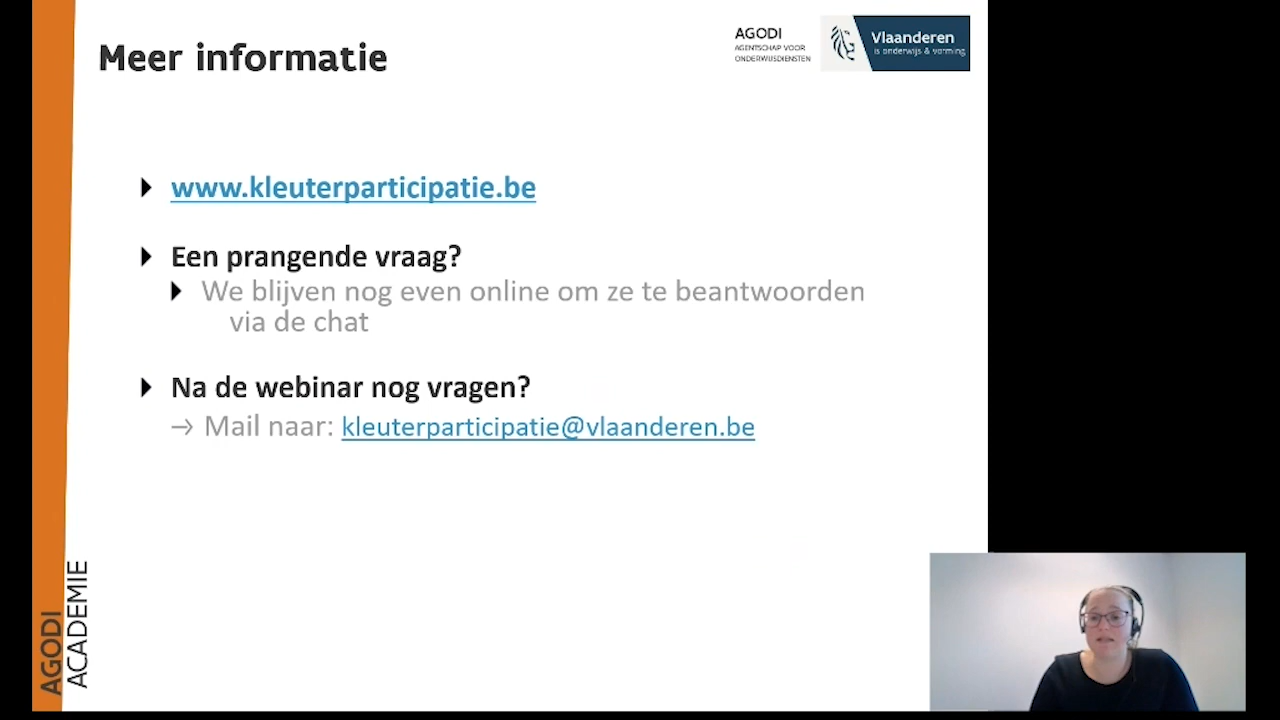 Meer informatie
AGODI
AGENTSCHAP VOOR
ONDERWIJSDIENSTEN
Vlaanderen
is onderwijs & vorming
www.kleuterparticipatie.be
Een prangende vraag?
We blijven nog even online om ze te beantwoorden
via de chat
Na de webinar nog vragen?
→ Mail naar: kleuterparticipatie@vlaanderen.be
AGODI
ACADEMIE